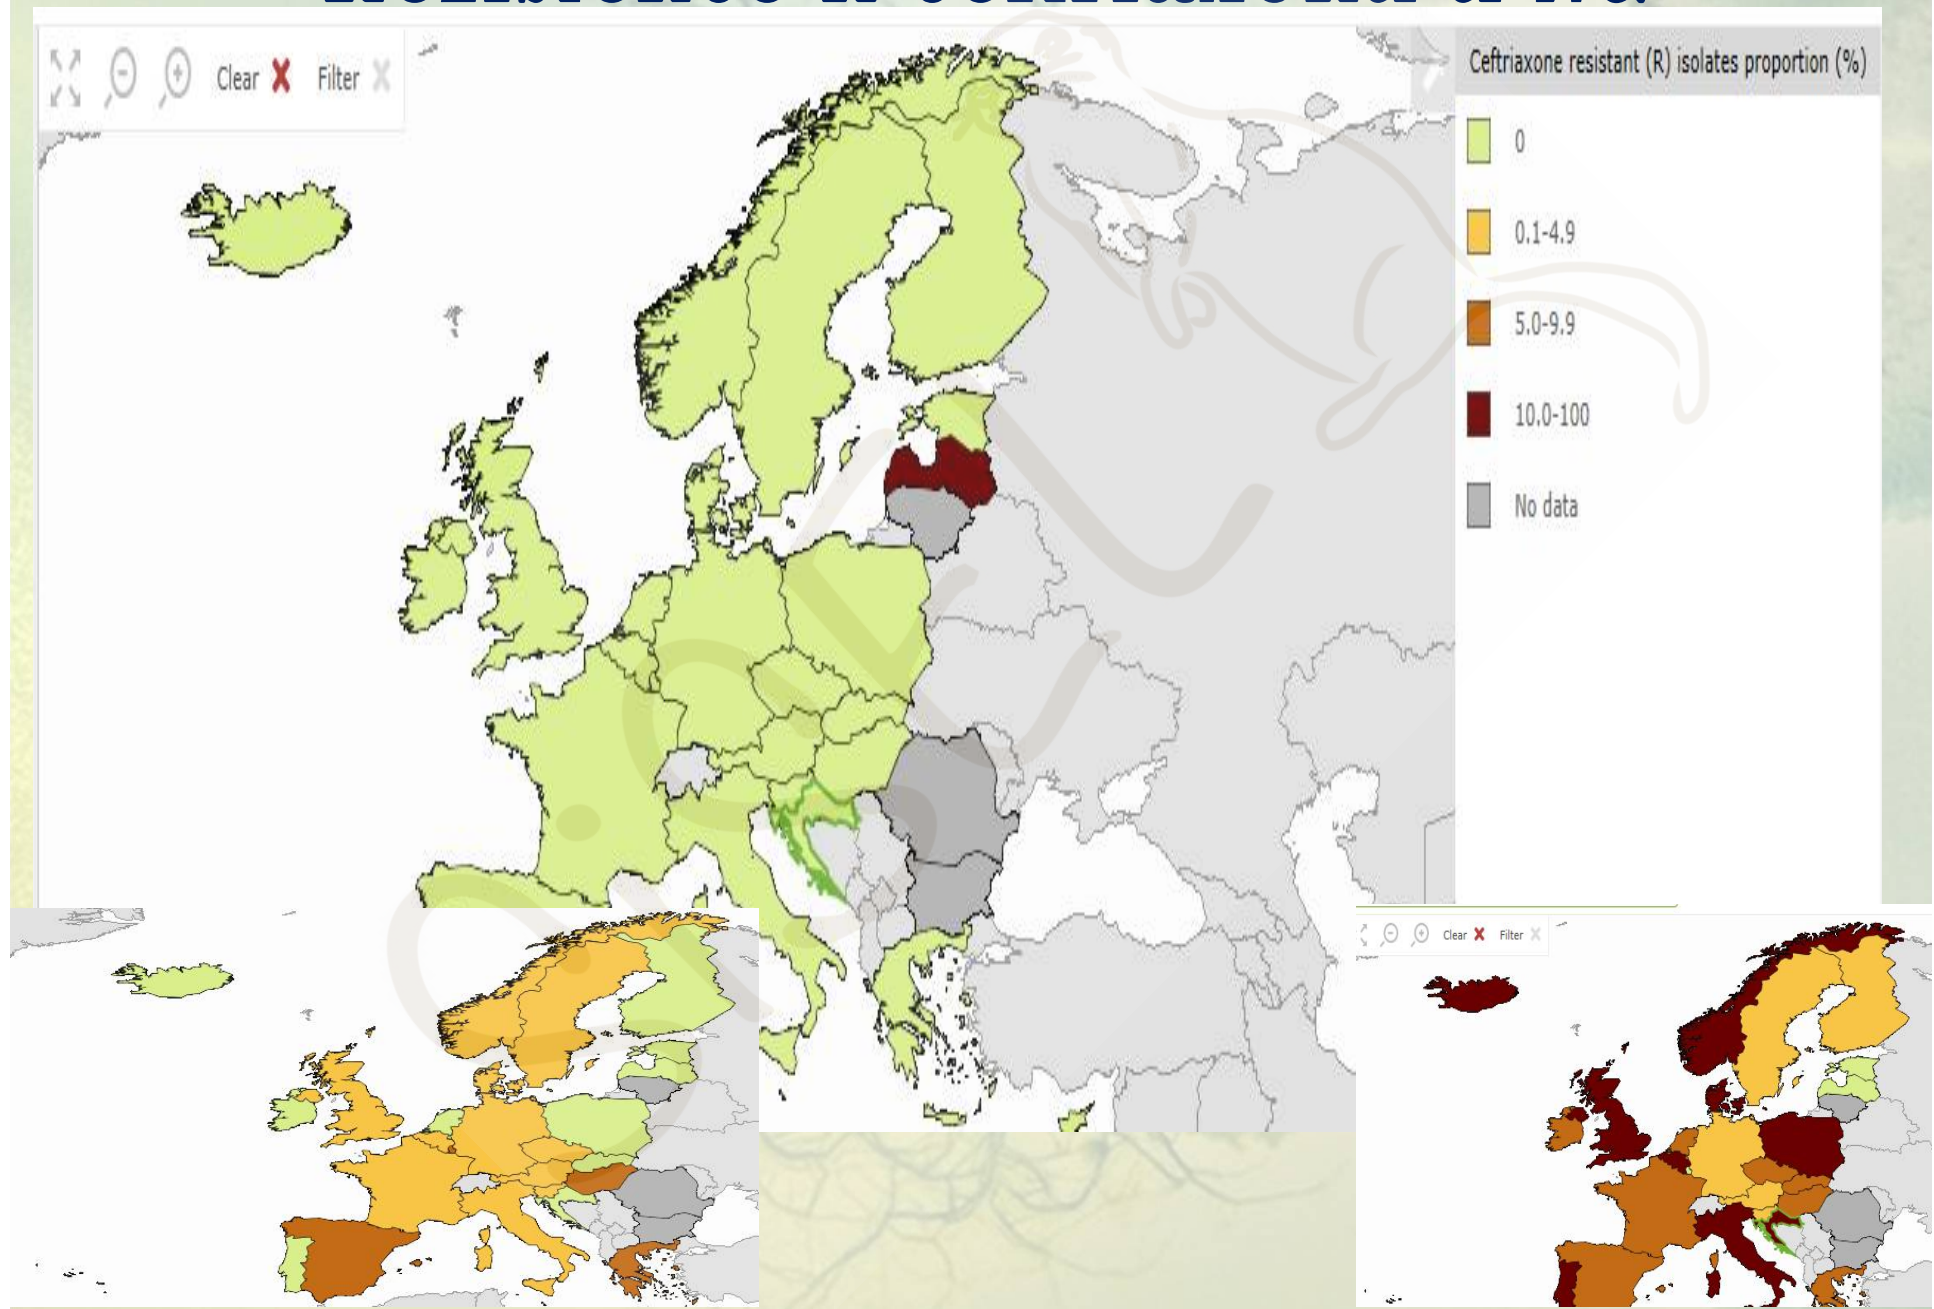 Clear
Filter
Ceftriaxone resistant (R) isolates proportion (%)
0
0.1-4.9
5.0-9.9
10.0-100
No data
Clear
Filter